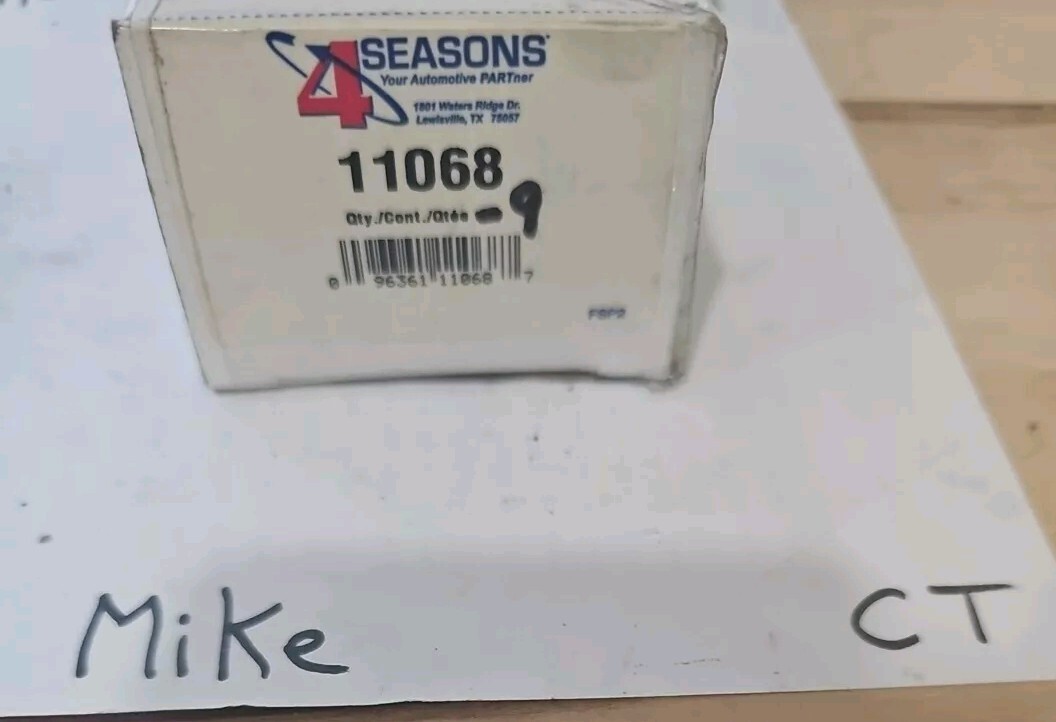 4 SEASONS
Your Automotive PARTner
1801 Waters Ridge Dr.
Lewisville, TX 75057
11068
Qty./Cont./Qtée 9
0 96361 11068 7
FSP2
Mike
CT